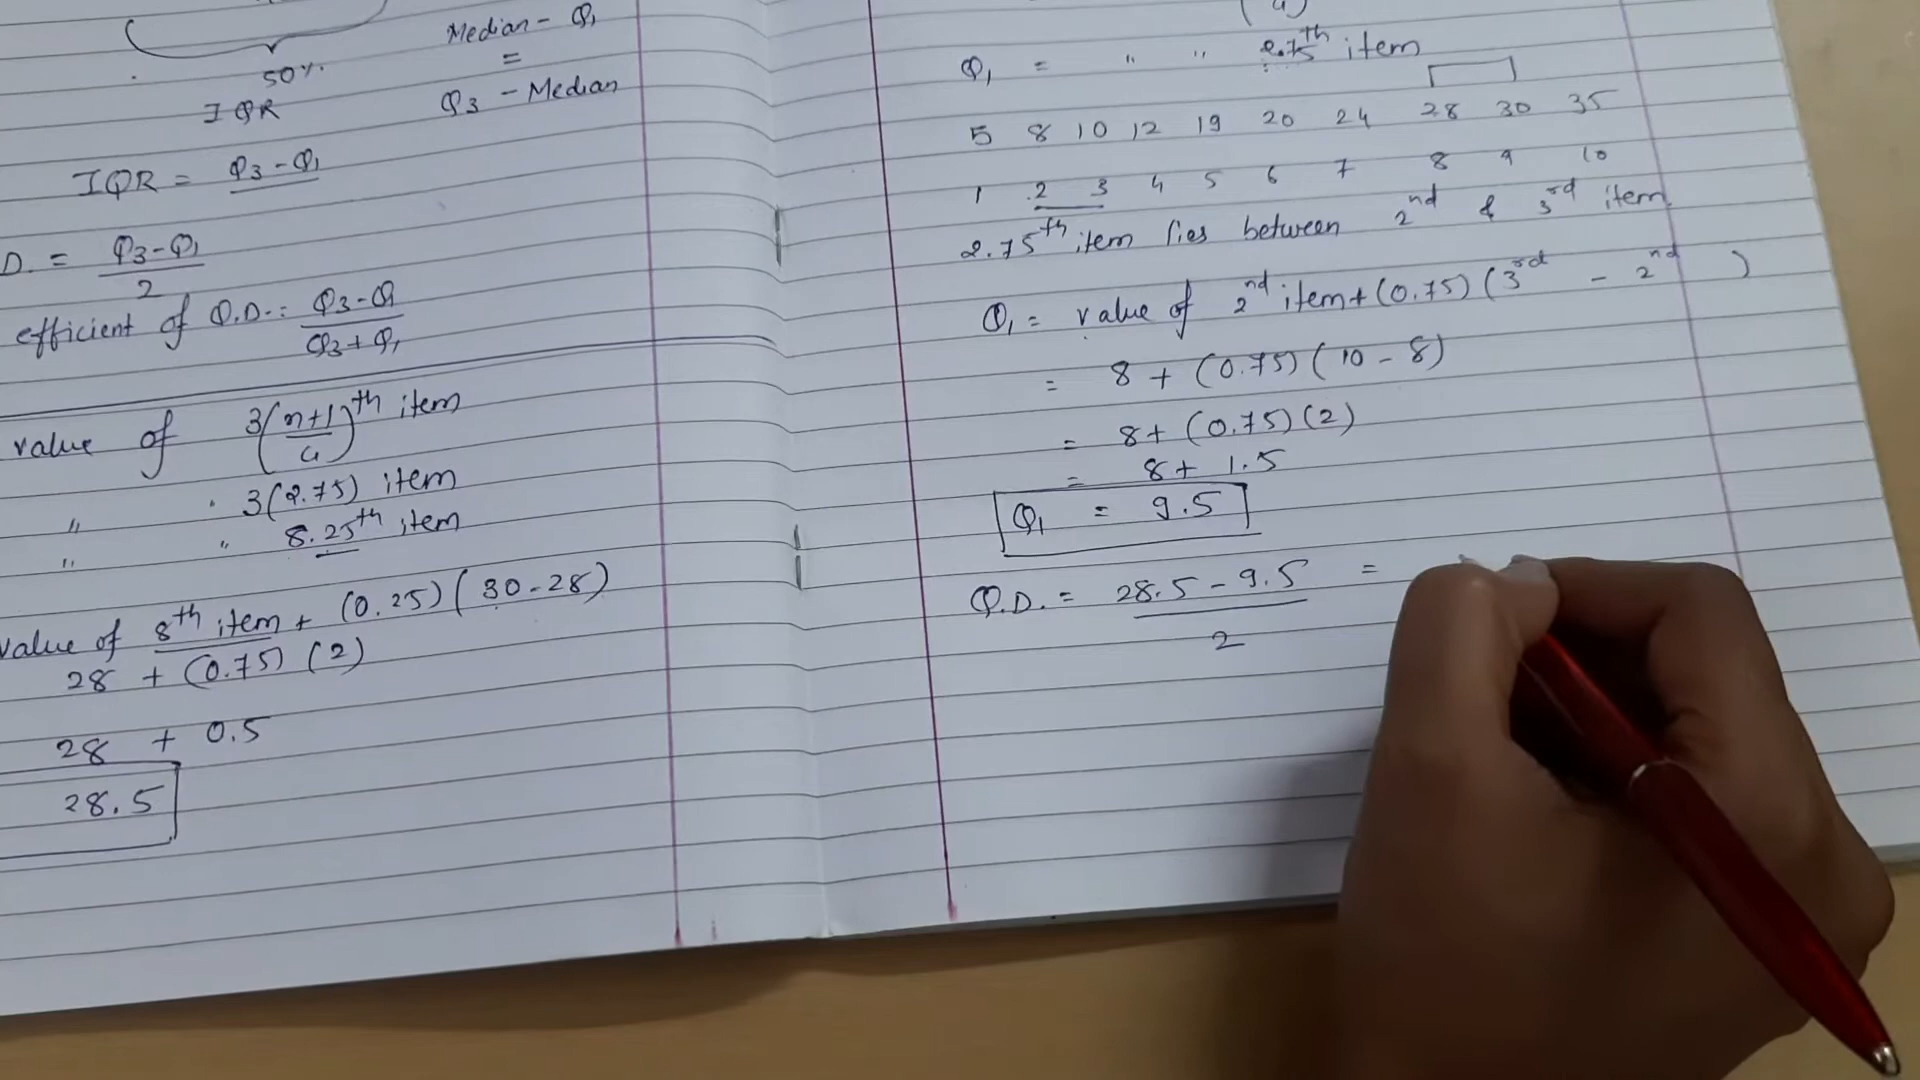 50%
IQR
Median - Q1
=
Q3 - Median
IQR = Q3 - Q1
D. = Q3 - Q1
2
efficient of Q.D. : Q3 - Q
Q3 + Q1
value of 3(n+1/4)th item
" · 3(2.75) item
" " 8.25th item
value of 8th item + (0.25)(30 - 28)
28 + (0.75) (2)
28 + 0.5
28.5
(4)
Q1 = " " 2.75th item
5 8 10 12 19 20 24 28 30 35
1 2 3 4 5 6 7 8 9 10
2.75th item lies between 2nd & 3rd item
Q1 = value of 2nd item + (0.75) (3rd - 2nd )
= 8 + (0.75) (10 - 8)
= 8 + (0.75) (2)
= 8 + 1.5
Q1 = 9.5
Q.D. = 28.5 - 9.5 =
2